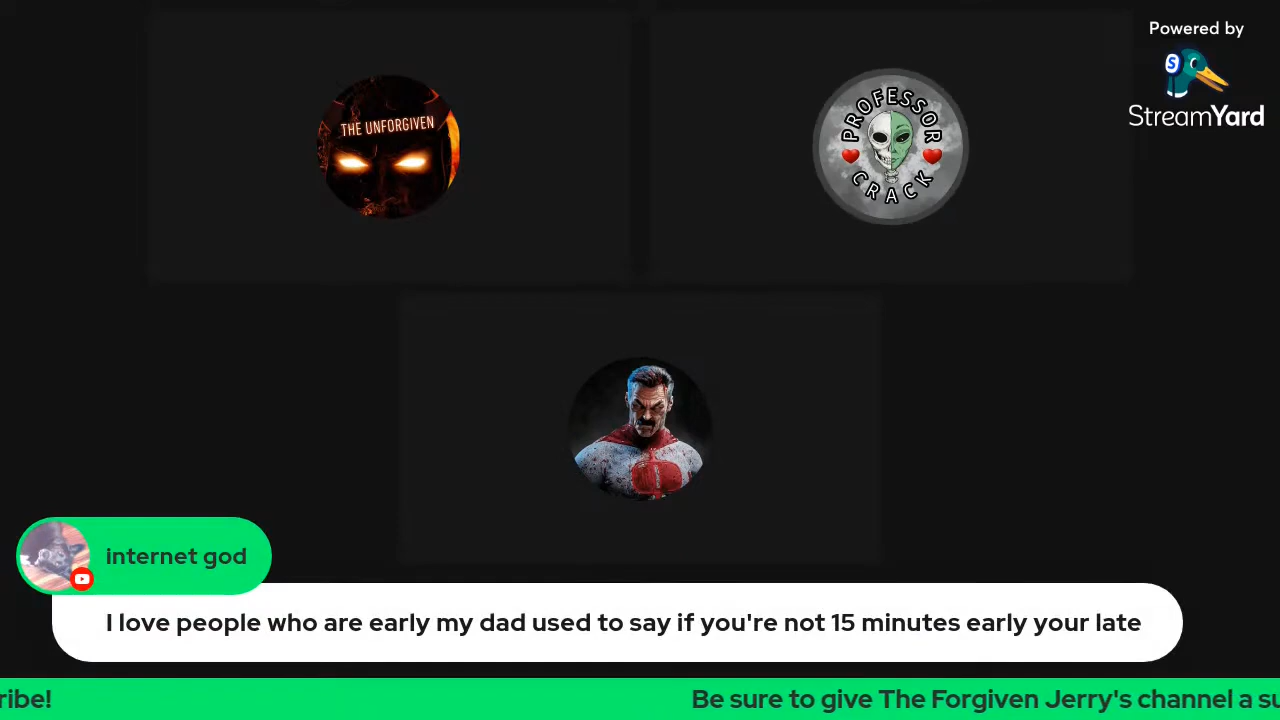 Powered by
S
StreamYard
THE UNFORGIVEN
PROFESSOR
CRACK
internet god
I love people who are early my dad used to say if you're not 15 minutes early your late
ribe!
Be sure to give The Forgiven Jerry's channel a su